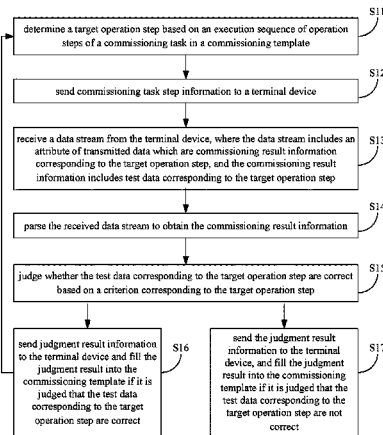 S11
determine a target operation step based on an execution sequence of operation
steps of a commissioning task in a commissioning template
S12
send commissioning task step information to a terminal device
S13
receive a data stream from the terminal device, where the data stream includes an
attribute of transmitted data which are commissioning result information
corresponding to the target operation step, and the commissioning result
information includes test data corresponding to the target operation step
S14
parse the received data stream to obtain the commissioning result information
S15
judge whether the test data corresponding to the target operation step are correct
based on a criterion corresponding to the target operation step
S16
send judgment result information
to the terminal device and fill the
judgment result into the
commissioning template if it is
judged that the test data
corresponding to the target
operation step are correct
S17
send the judgment result
information to the terminal
device, and fill the judgment
result into the commissioning
template if it is judged that the
test data corresponding to the
target operation step are not
correct